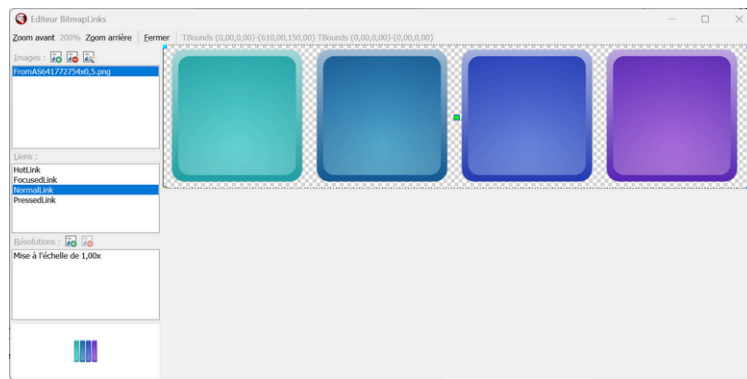 Editeur BitmapLinks
Zoom avant 200% Zoom arrière Fermer TBounds (0,00,0,00)-(610,00,150,00) TBounds (0,00,0,00)-(0,00,0,00)
Images :
FromAS641772754x0,5.png
Liens :
HotLink
FocusedLink
NormalLink
PressedLink
Résolutions :
Mise à l'échelle de 1,00x